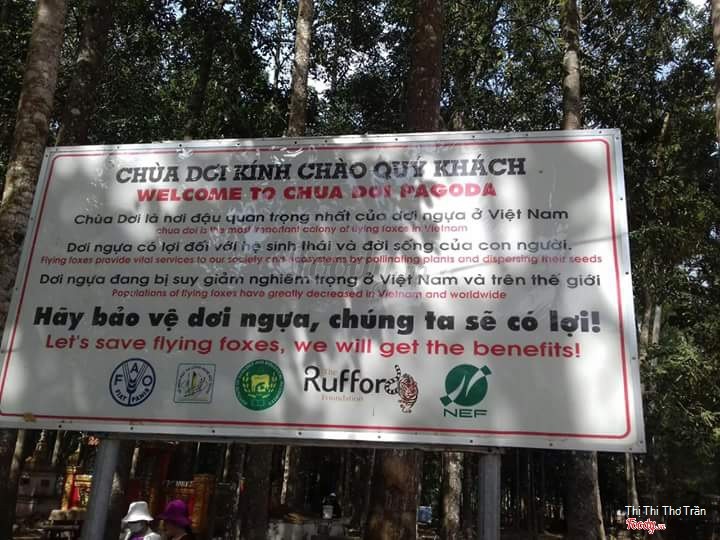 CHÙA DƠI KÍNH CHÀO QUÝ KHÁCH
WELCOME TO CHUA DOI PAGODA
Chùa Dơi là nơi đậu quan trọng nhất của dơi ngựa ở Việt Nam
chua doi is the most important colony of flying foxes in Vietnam
Dơi ngựa có lợi đối với hệ sinh thái và đời sống của con người.
Flying foxes provide vital services to our society and ecosystems by pollinating plants and dispersing their seeds
Dơi ngựa đang bị suy giảm nghiêm trọng ở Việt Nam và trên thế giới
Populations of flying foxes have greatly decreased in Vietnam and worldwide
Hãy bảo vệ dơi ngựa, chúng ta sẽ có lợi!
Let's save flying foxes, we will get the benefits!
FAO
FIAT PANIS
The
Rufford
Foundation
NEF
Thi Thi Thơ Trần
Foody.vn